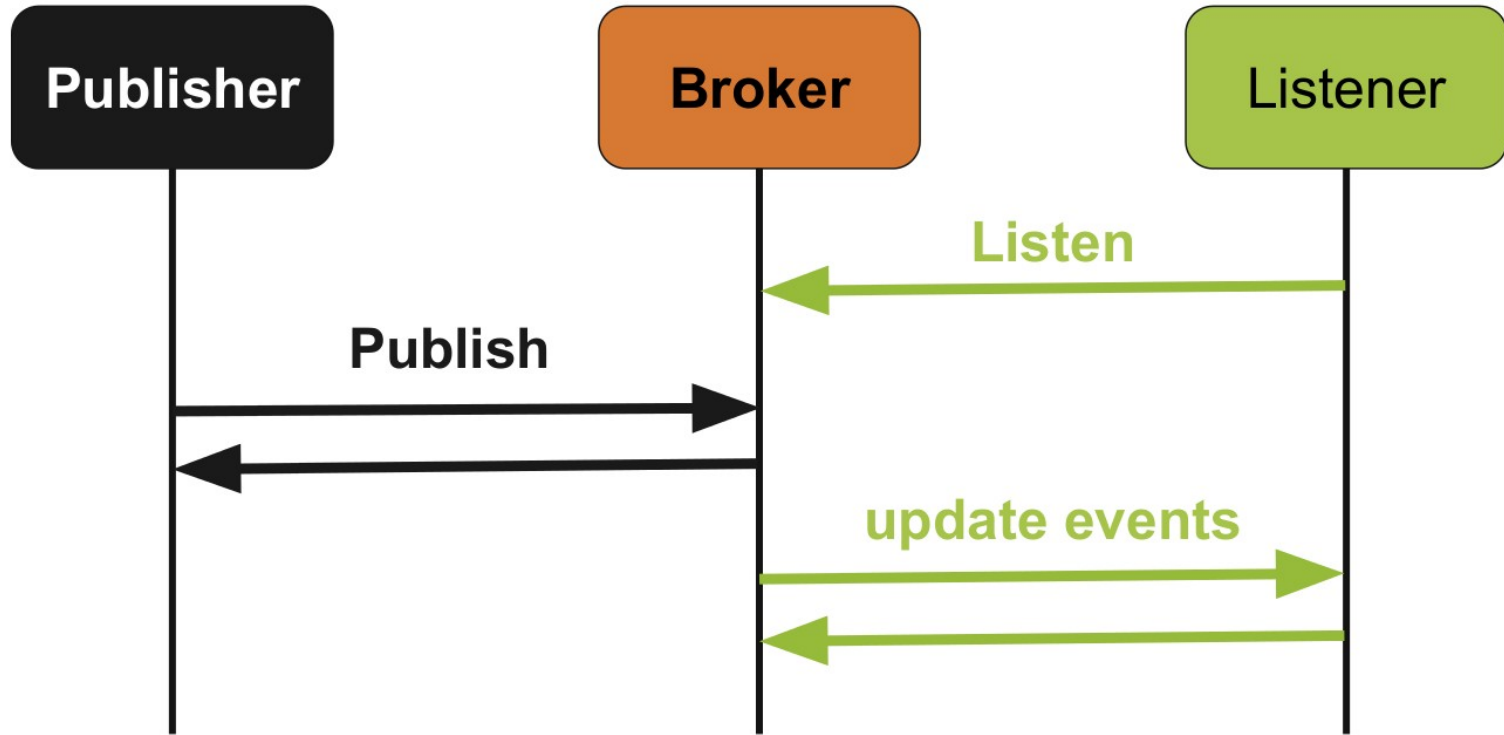 Publisher
Broker
Listener
Listen
Publish
update events